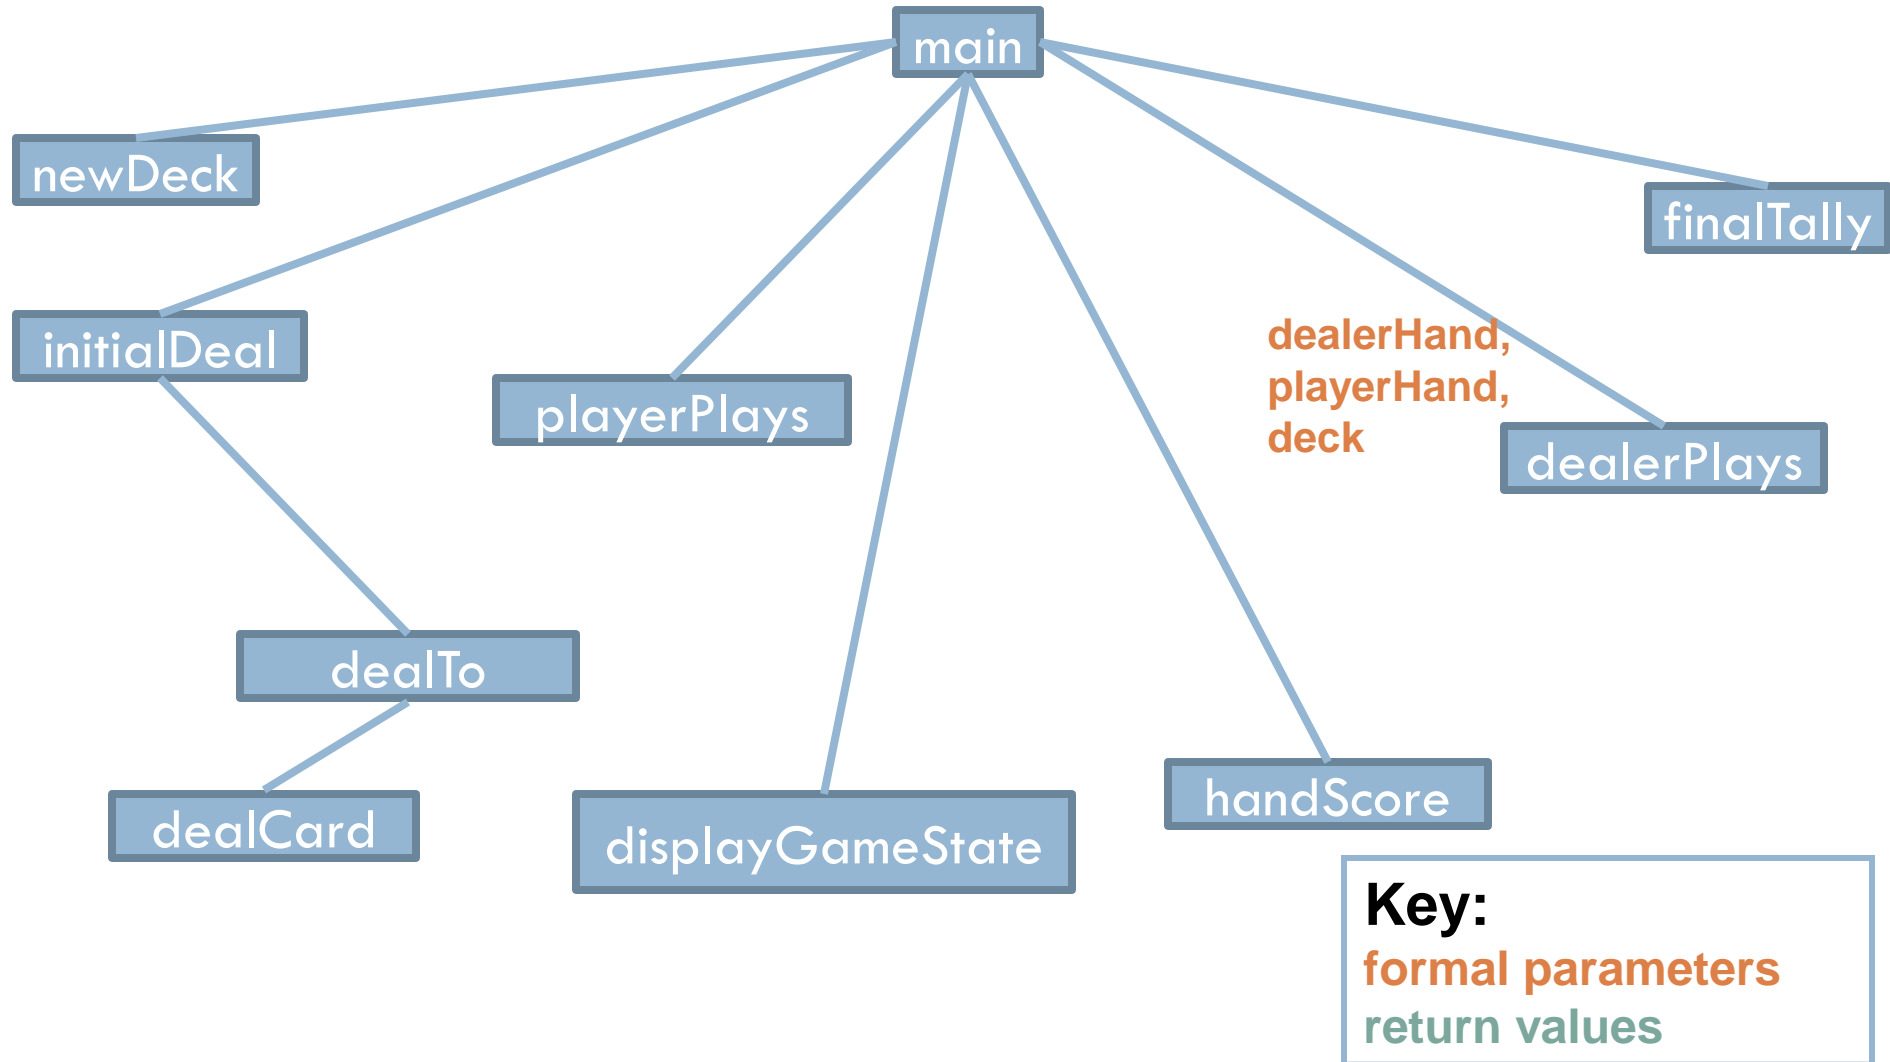 main
newDeck
finalTally
initialDeal
dealerHand,
playerHand,
deck
playerPlays
dealerPlays
dealTo
dealCard
displayGameState
handScore
Key:
formal parameters
return values